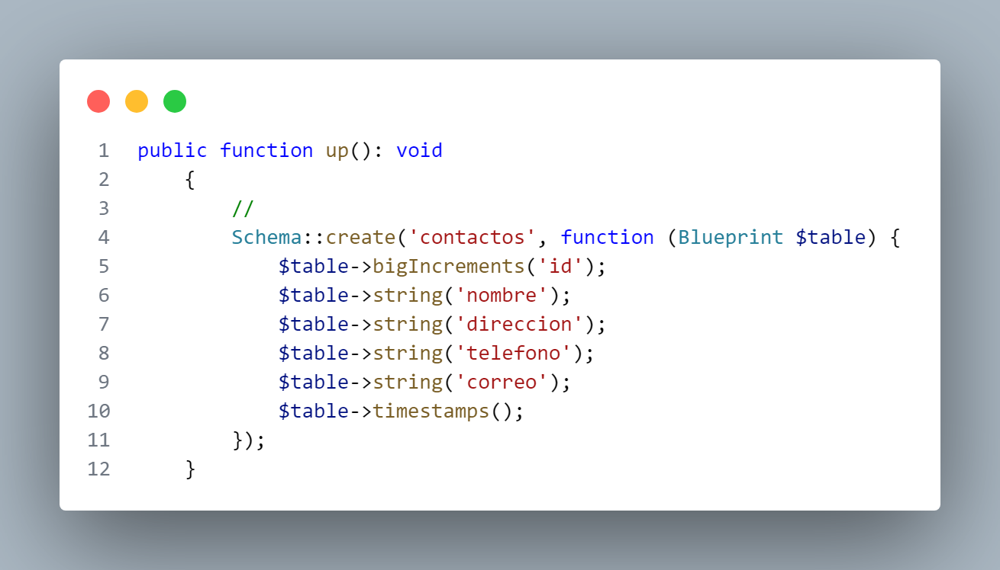 1 public function up(): void
2     {
3         //
4         Schema::create('contactos', function (Blueprint $table) {
5             $table->bigIncrements('id');
6             $table->string('nombre');
7             $table->string('direccion');
8             $table->string('telefono');
9             $table->string('correo');
10             $table->timestamps();
11         });
12     }